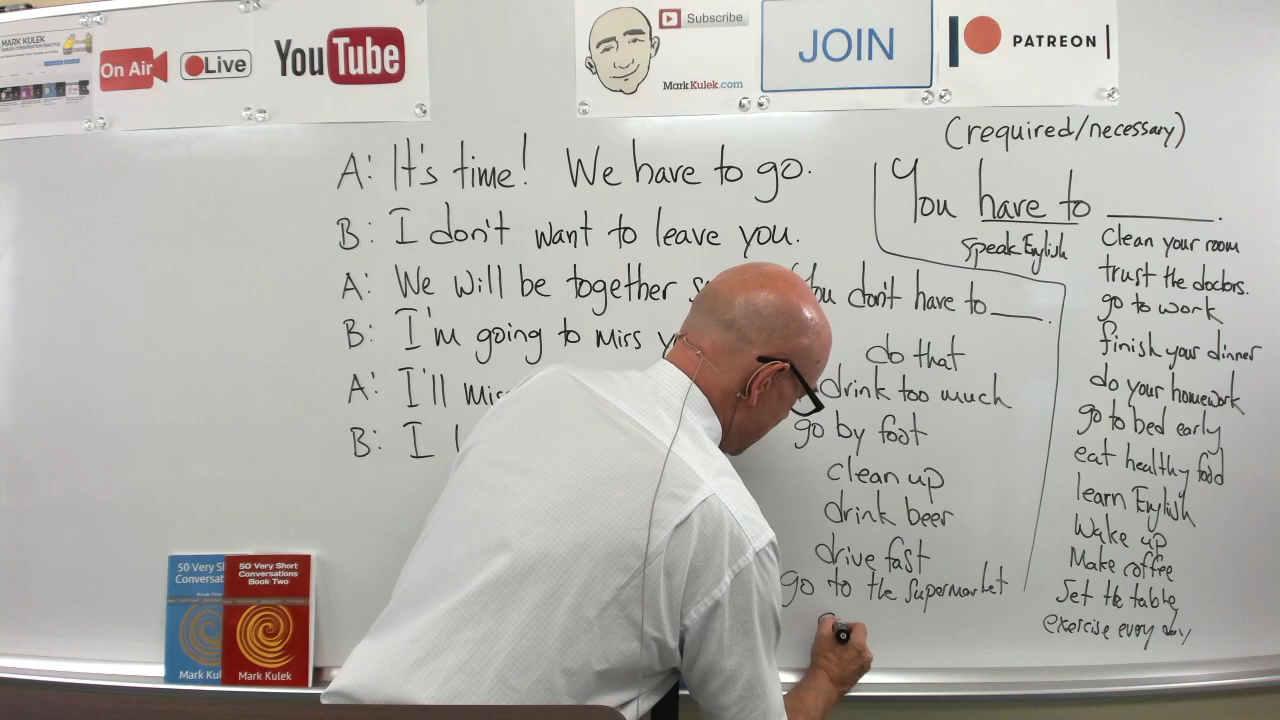 MARK KULEK
On Air
Live
YouTube
Subscribe
MarkKulek.com
JOIN
PATREON
A: It's time! We have to go.
B: I don't want to leave you.
A: We will be together
B: I'm going to miss
A: I'll
B: I
(required/necessary)
You have to ______.
Speak English
Clean your room
trust the doctors.
go to work
finish your dinner
do your homework
go to bed early
eat healthy food
learn English
Wake up
Make coffee
Set the table
exercise every day
don't have to ____.
do that
drink too much
go by foot
clean up
drink beer
drive fast
go to the supermarket
50 Very
50 Very Short
Conversations
Book Two
Mark
Mark Kulek